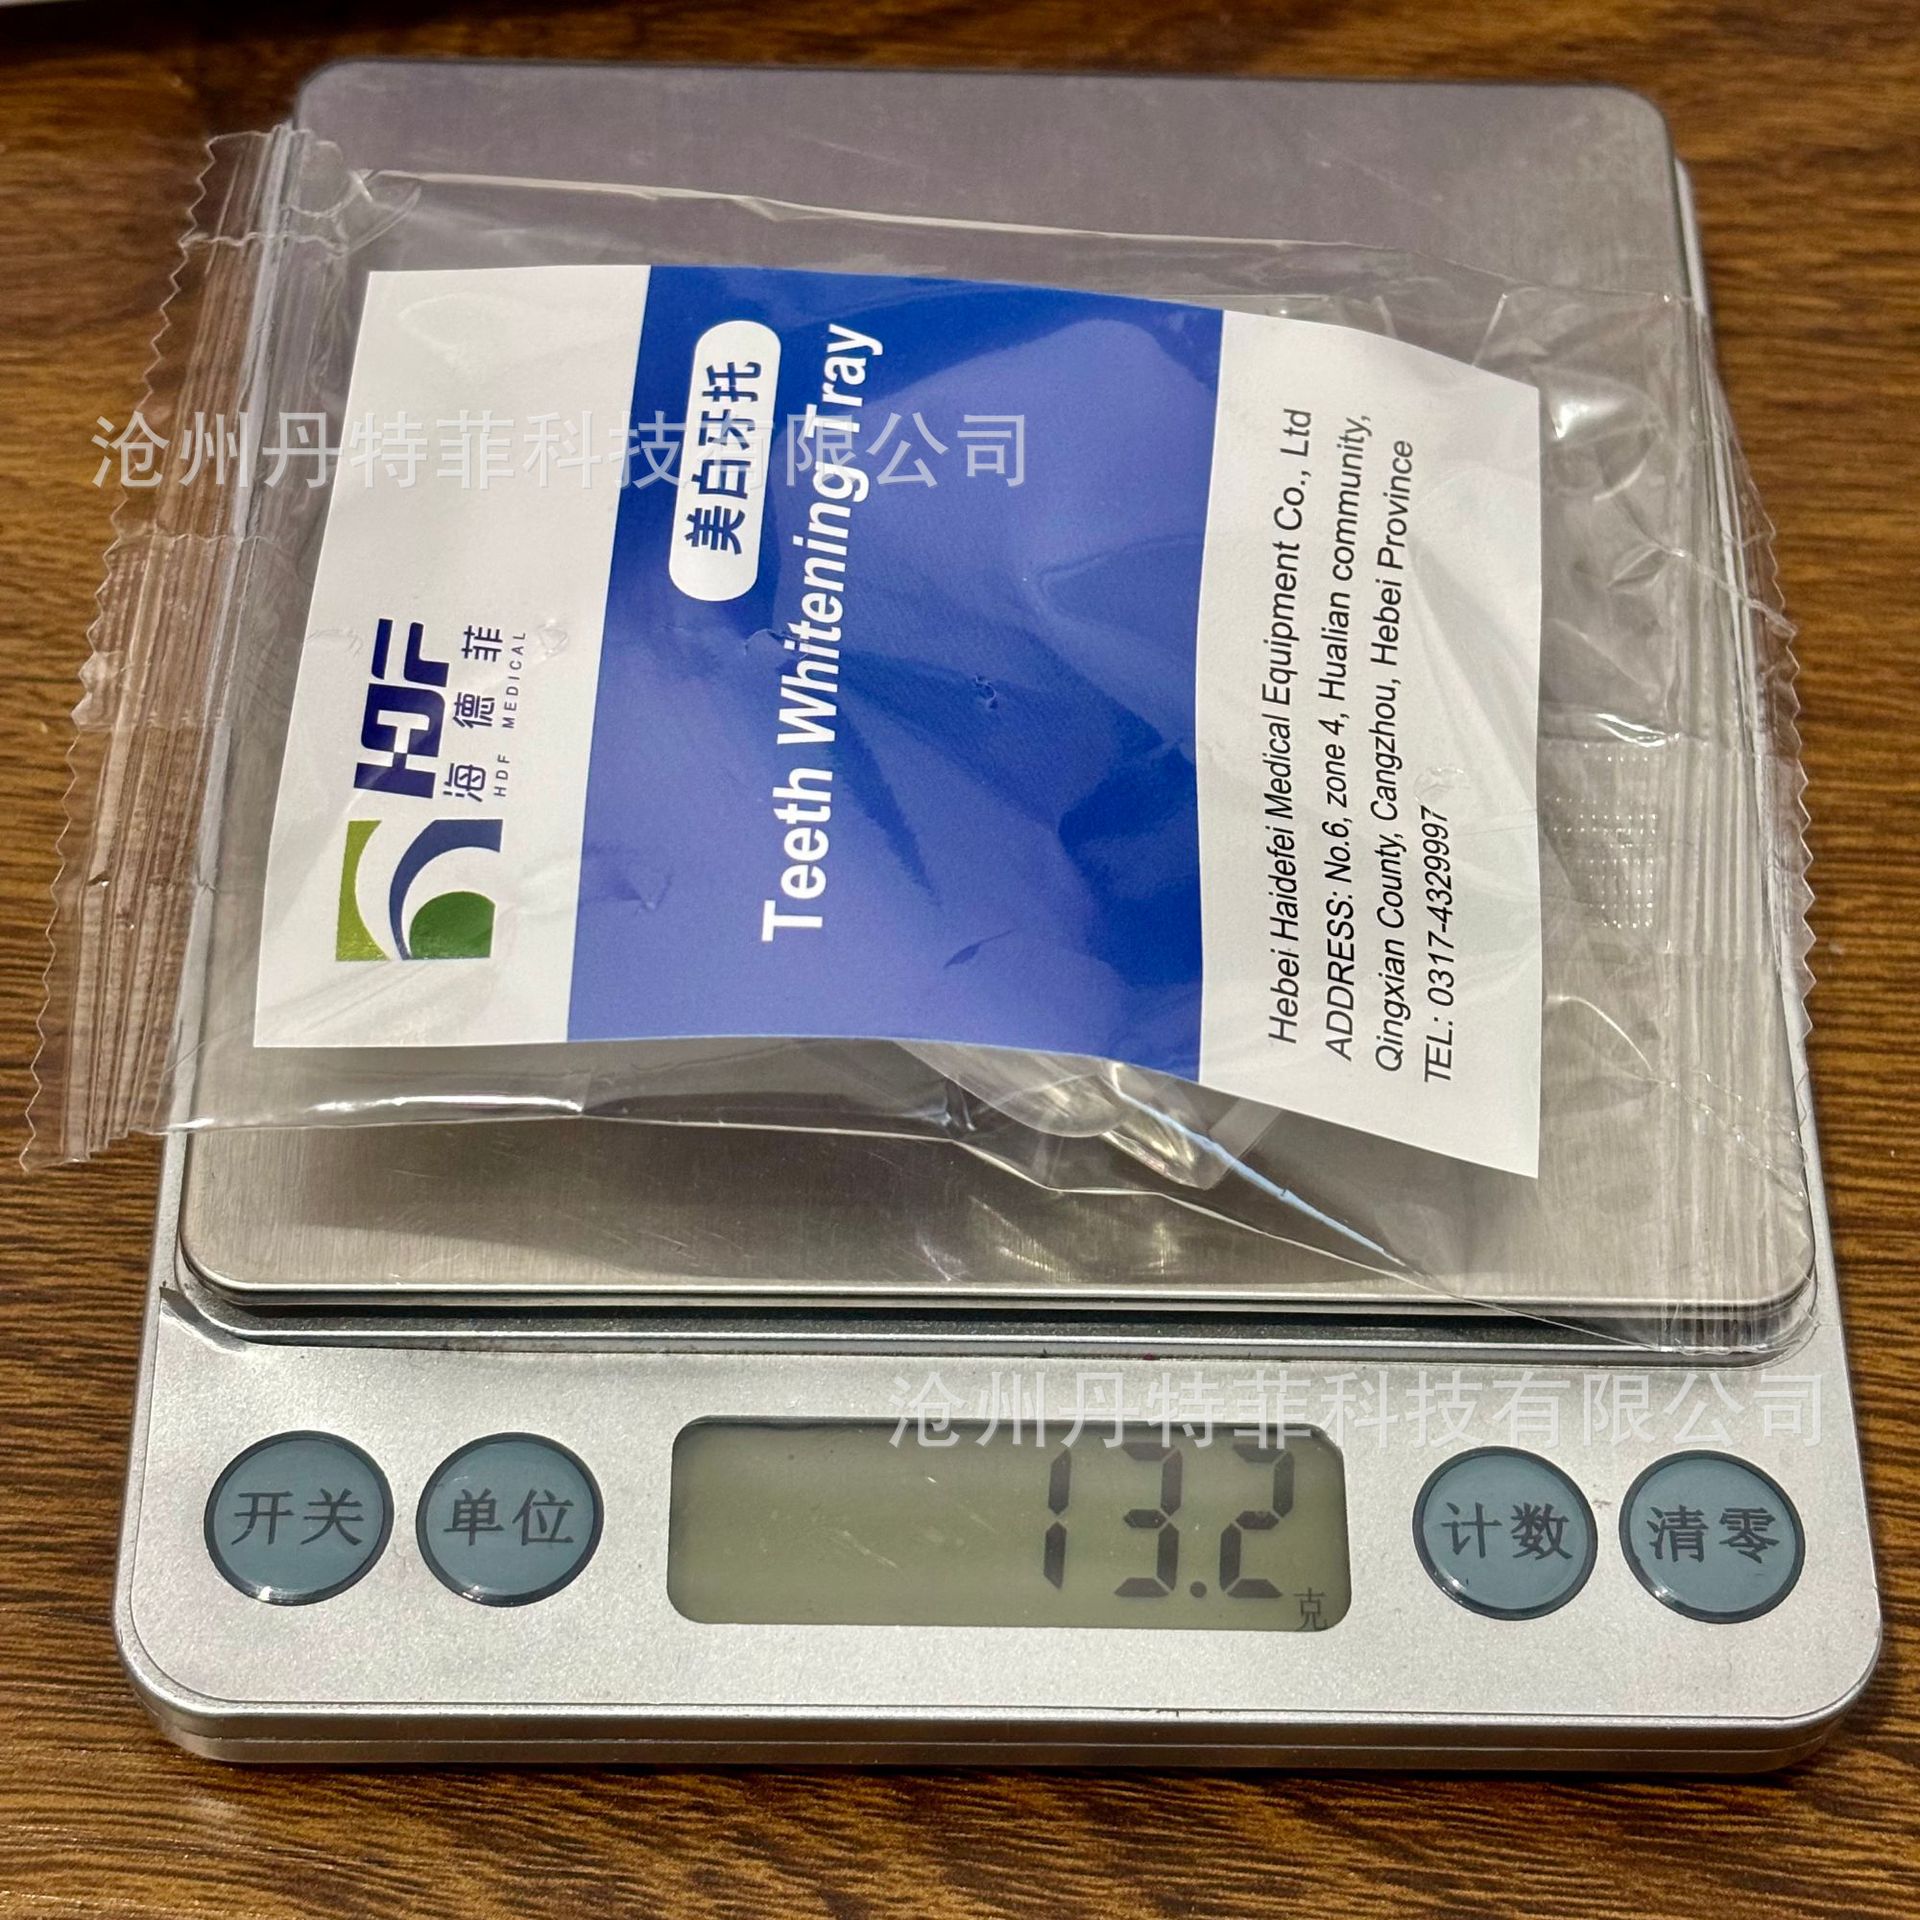 沧州丹特菲科技有限公司
HDF
海德菲
HDF MEDICAL
美白牙托
Teeth Whitening Tray
Hebei Haidefei Medical Equipment Co., Ltd
ADDRESS: No.6, zone 4, Hualian community,
Qingxian County, Cangzhou, Hebei Province
TEL: 0317-4329997
沧州丹特菲科技有限公司
开关
单位
13.2
克
计数
清零